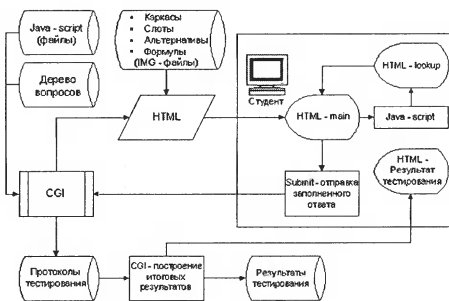 Java - script
(файлы)
Дерево
вопросов
• Каркасы
• Слоты
• Альтернативы
• Формулы
(IMG - файлы)
HTML
Студент
HTML - main
HTML - lookup
Java - script
HTML -
Результат
тестирования
CGI
Submit - отправка
заполненного
ответа
Протоколы
тестирования
CGI - построение
итоговых
результатов
Результаты
тестирования